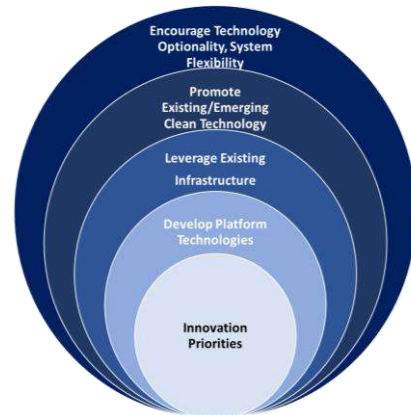 Encourage Technology
Optionality, System
Flexibility
Promote
Existing/Emerging
Clean Technology
Leverage Existing
Infrastructure
Develop Platform
Technologies
Innovation
Priorities